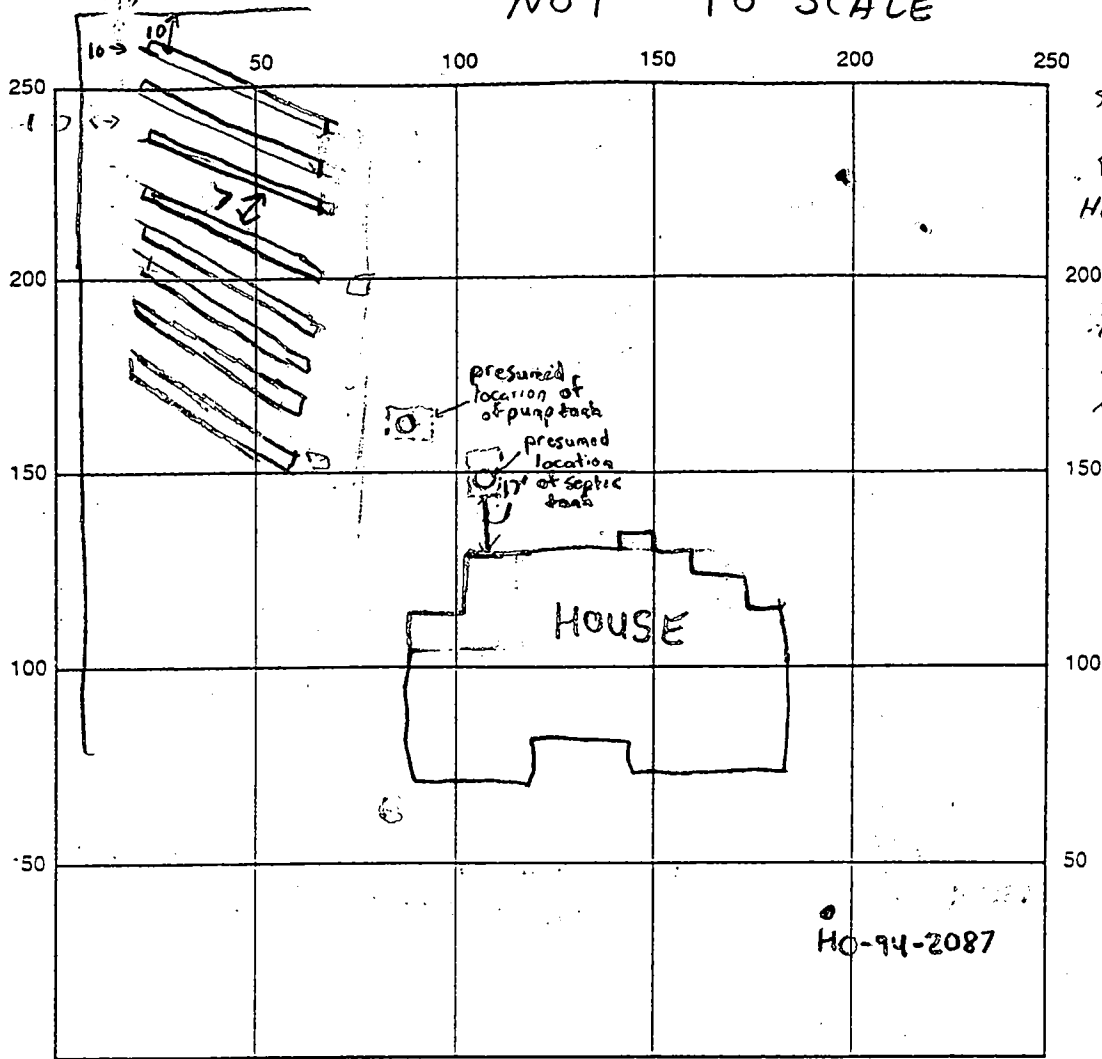 NOT TO SCALE
10
10
50 100 150 200 250
250
7
H
200 200
presumed
location of
of pump tank
presumed
location
17' of septic
tank
150 150
HOUSE
100 100
50 50
HO-94-2087